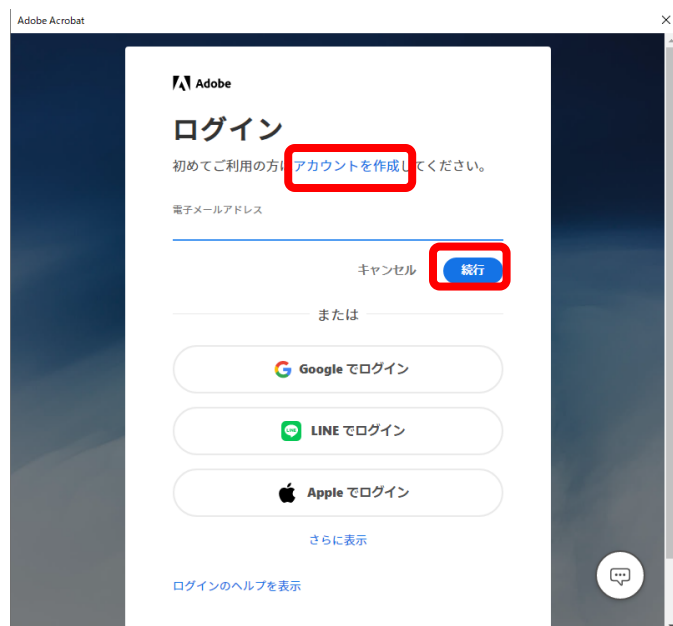 Adobe Acrobat
Adobe
ログイン
初めてご利用の方はアカウントを作成してください。
電子メールアドレス
キャンセル 続行
または
Google でログイン
LINE でログイン
Apple でログイン
さらに表示
ログインのヘルプを表示